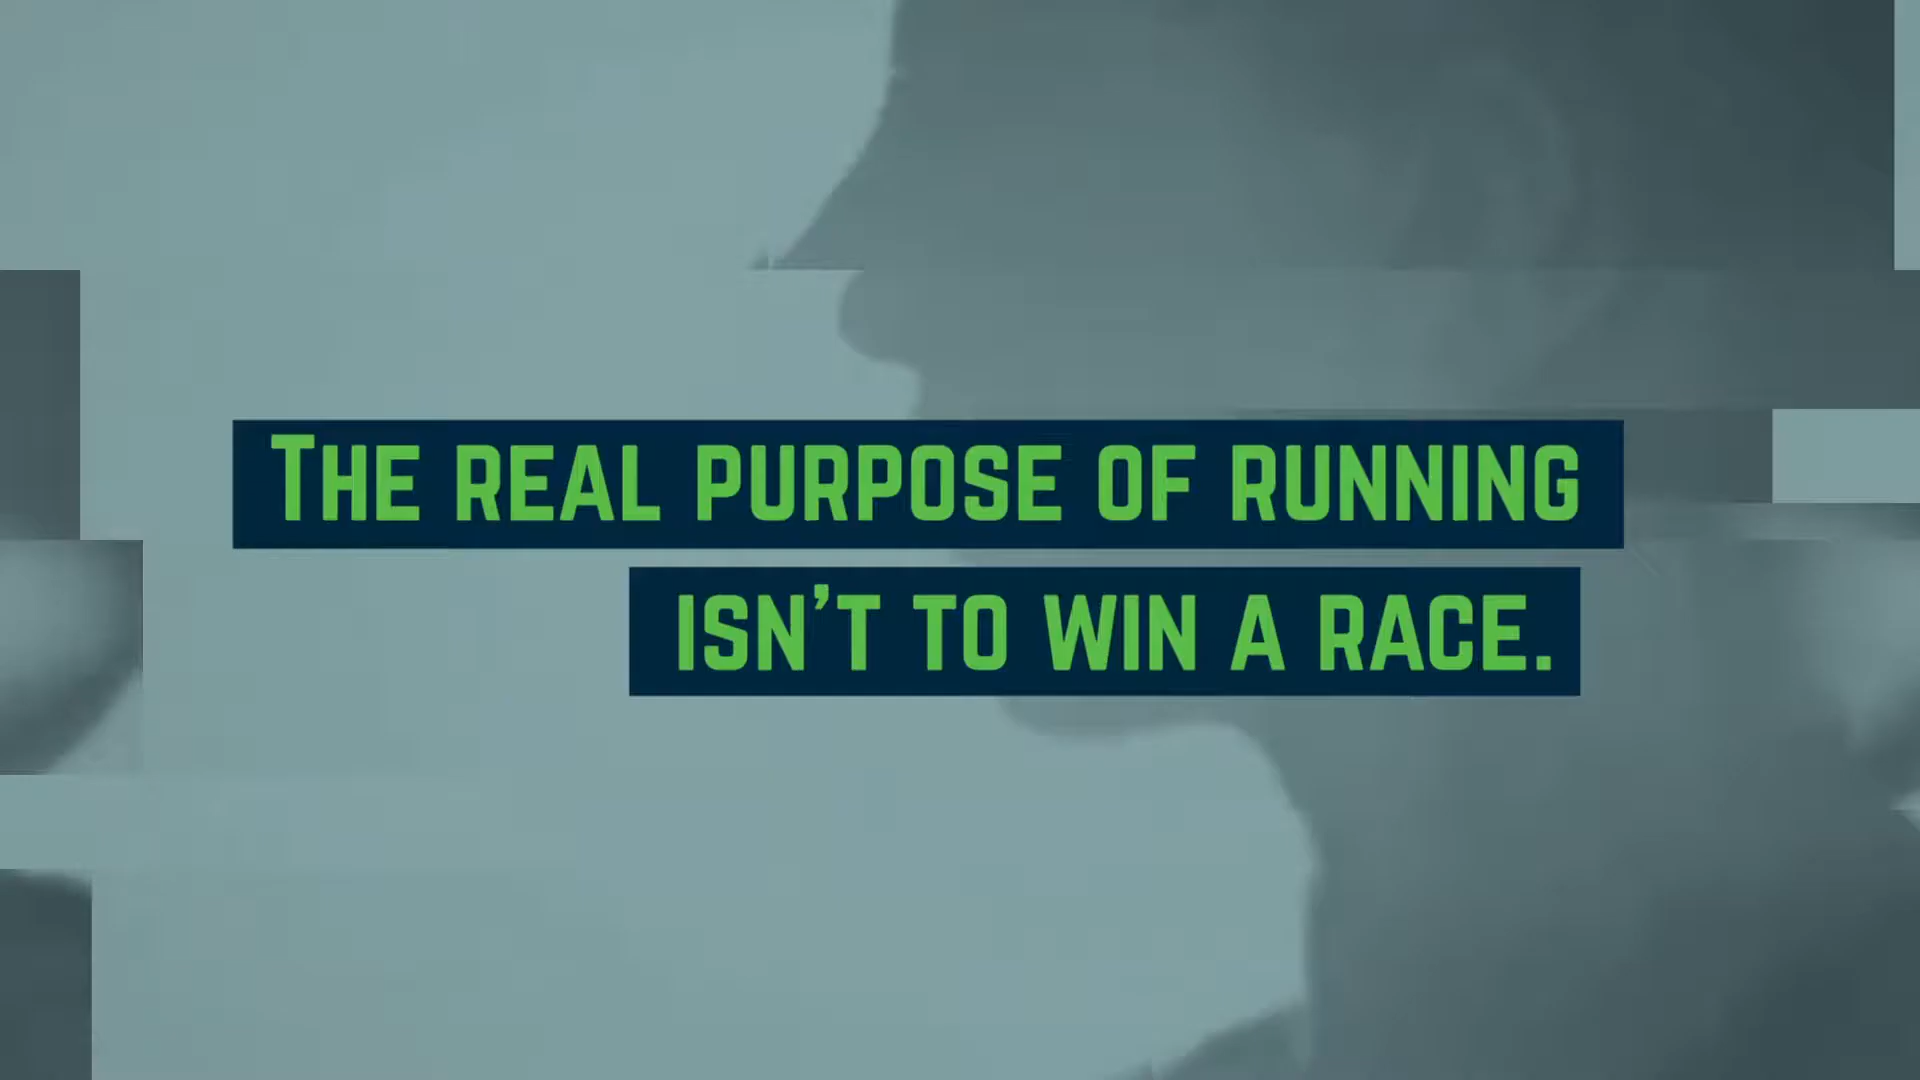 The real purpose of running
isn't to win a race.